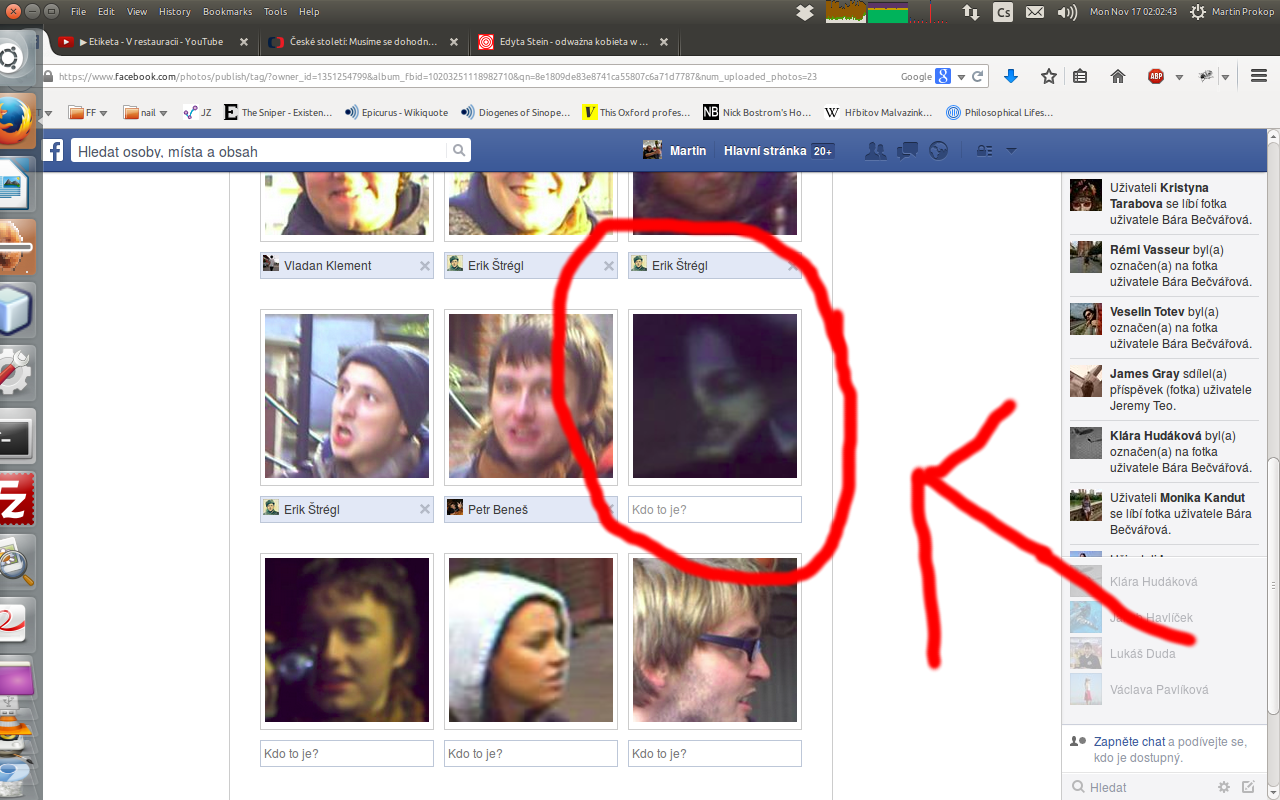 File Edit View History Bookmarks Tools Help
Cs
Mon Nov 17 02:02:43
Martin Prokop
▶ Etiketa - V restauracii - YouTube
České století: Musíme se dohodn...
Edyta Stein - odważna kobieta w ...
https://www.facebook.com/photos/publish/tag/?owner_id=1351254799&album_fbid=10203251118982710&qn=8e1809de83e8741ca55807c6a71d7787&num_uploaded_photos=23
Google
ABP
FF
nail
JZ
The Sniper - Existen...
Epicurus - Wikiquote
Diogenes of Sinope...
This Oxford profes...
Nick Bostrom's Ho...
Hřbitov Malvazink...
Philosophical Lifes...
Hledat osoby, místa a obsah
Martin
Hlavní stránka 20+
Vladan Klement
Erik Štrégl
Erik Štrégl
Erik Štrégl
Petr Beneš
Kdo to je?
Kdo to je?
Kdo to je?
Kdo to je?
Uživateli Kristyna
Tarabova se líbí fotka
uživatele Bára Bečvářová.
Rémi Vasseur byl(a)
označen(a) na fotka
uživatele Bára Bečvářová.
Veselin Totev byl(a)
označen(a) na fotka
uživatele Bára Bečvářová.
James Gray sdílel(a)
příspěvek (fotka) uživatele
Jeremy Teo.
Klára Hudáková byl(a)
označen(a) na fotka
uživatele Bára Bečvářová.
Uživateli Monika Kandut
se líbí fotka uživatele Bára
Bečvářová.
Klára Hudáková
Havlíček
Lukáš Duda
Václava Pavlíková
Zapněte chat a podívejte se,
kdo je dostupný.
Hledat